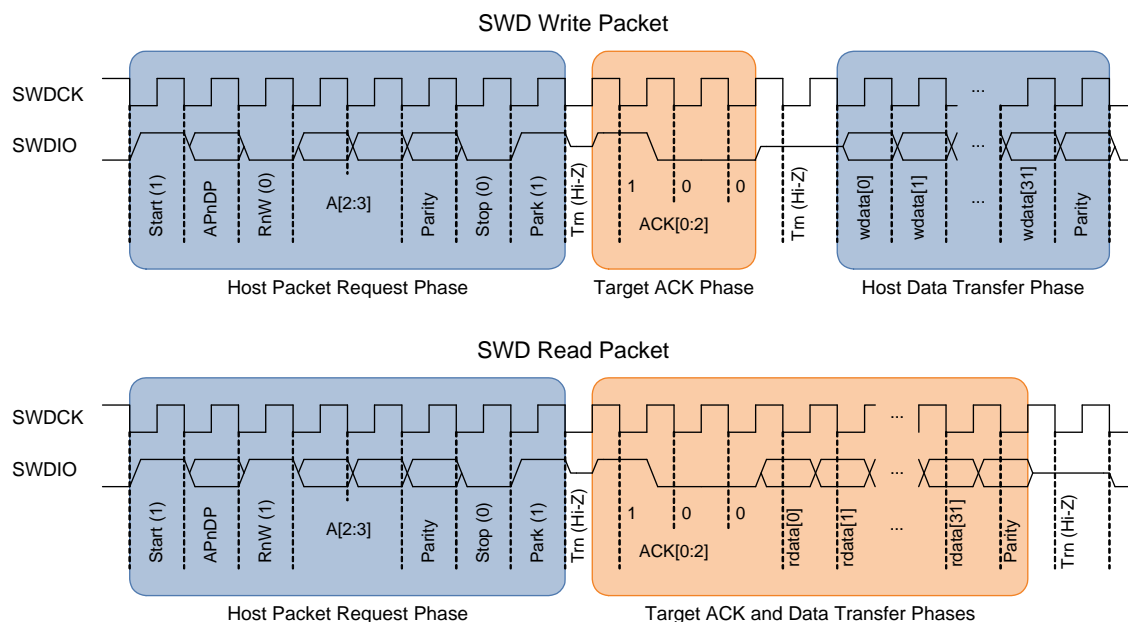 SWD Write Packet
SWDCK
...
SWDIO
...
Start (1)
APnDP
RnW (0)
A[2:3]
Parity
Stop (0)
Park (1)
Trn (Hi-Z)
1
0
0
ACK[0:2]
Trn (Hi-Z)
wdata[0]
wdata[1]
...
wdata[31]
Parity
Host Packet Request Phase
Target ACK Phase
Host Data Transfer Phase
SWD Read Packet
SWDCK
...
SWDIO
...
Start (1)
APnDP
RnW (1)
A[2:3]
Parity
Stop (0)
Park (1)
Trn (Hi-Z)
1
0
0
ACK[0:2]
rdata[0]
rdata[1]
...
rdata[31]
Parity
Trn (Hi-Z)
Host Packet Request Phase
Target ACK and Data Transfer Phases